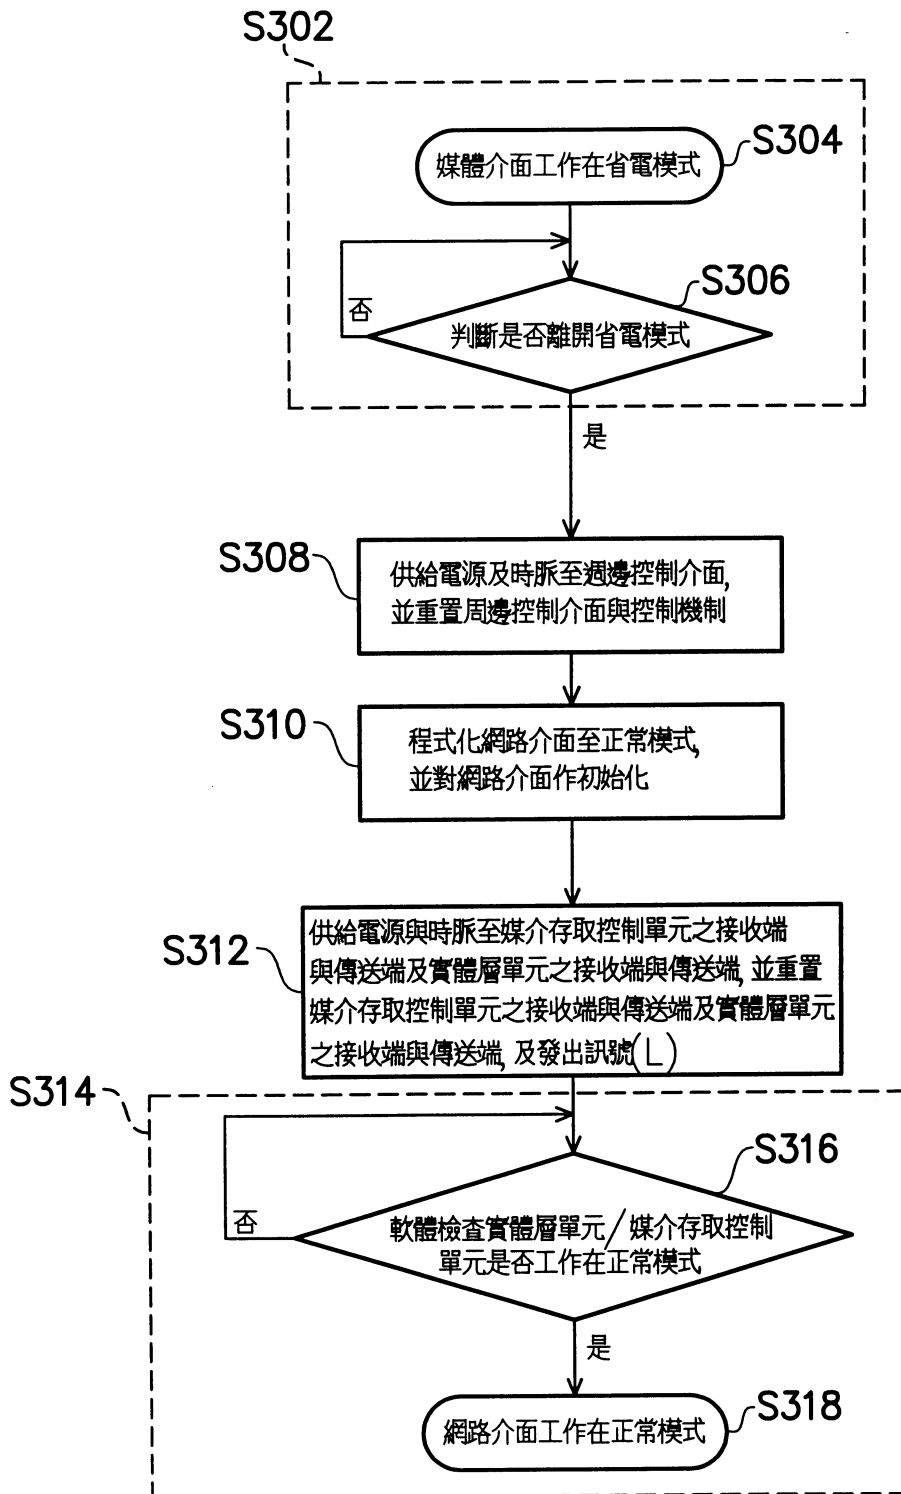 S302
S304
媒體介面工作在省電模式
S306
否
判斷是否離開省電模式
是
S308
供給電源及時脈至週邊控制介面,
並重置周邊控制介面與控制機制
S310
程式化網路介面至正常模式,
並對網路介面作初始化
S312
供給電源與時脈至媒介存取控制單元之接收端
與傳送端及實體層單元之接收端與傳送端, 並重置
媒介存取控制單元之接收端與傳送端及實體層單元
之接收端與傳送端, 及發出訊號(L)
S314
S316
否
軟體檢查實體層單元/媒介存取控制
單元是否工作在正常模式
是
S318
網路介面工作在正常模式